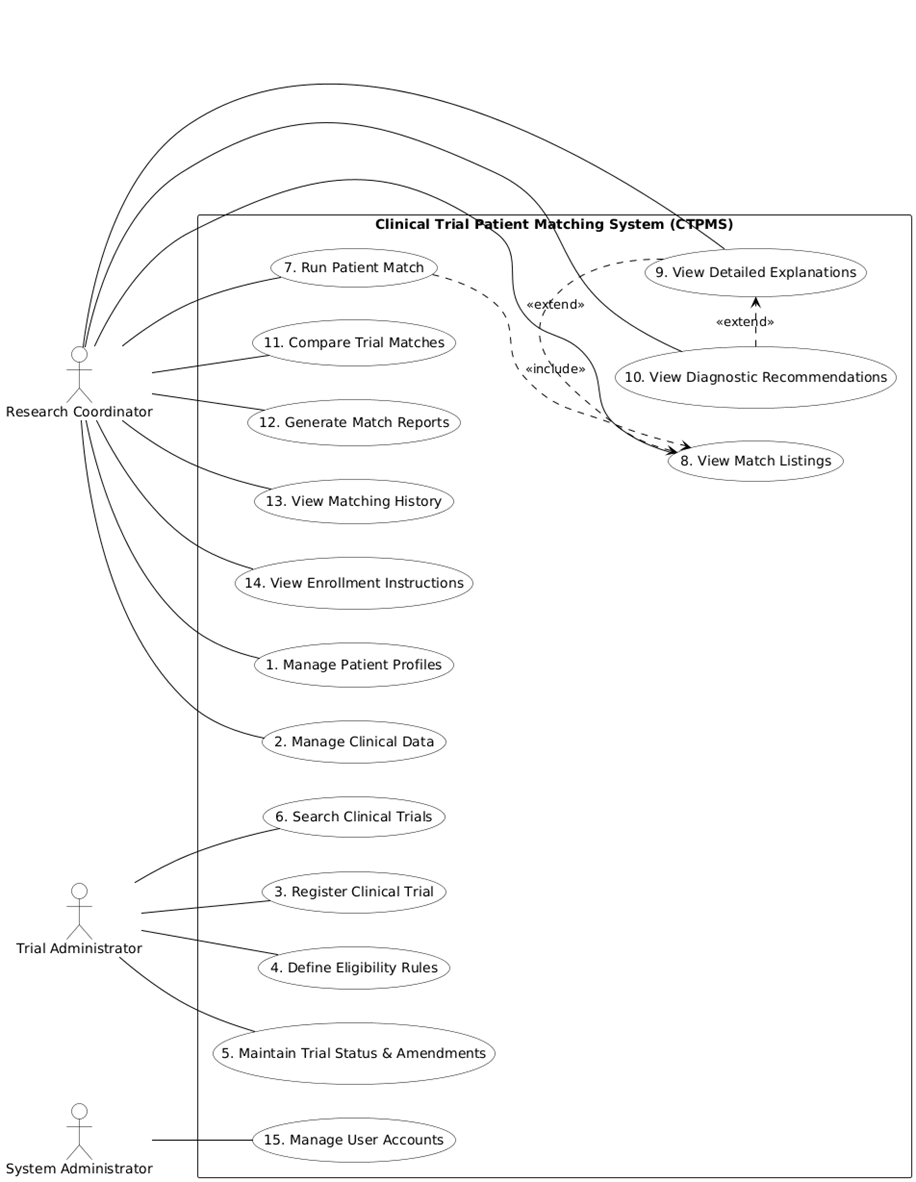 Clinical Trial Patient Matching System (CTPMS)
7. Run Patient Match
9. View Detailed Explanations
«extend»
«extend»
11. Compare Trial Matches
«include»
10. View Diagnostic Recommendations
Research Coordinator
12. Generate Match Reports
8. View Match Listings
13. View Matching History
14. View Enrollment Instructions
1. Manage Patient Profiles
2. Manage Clinical Data
6. Search Clinical Trials
3. Register Clinical Trial
Trial Administrator
4. Define Eligibility Rules
5. Maintain Trial Status & Amendments
15. Manage User Accounts
System Administrator